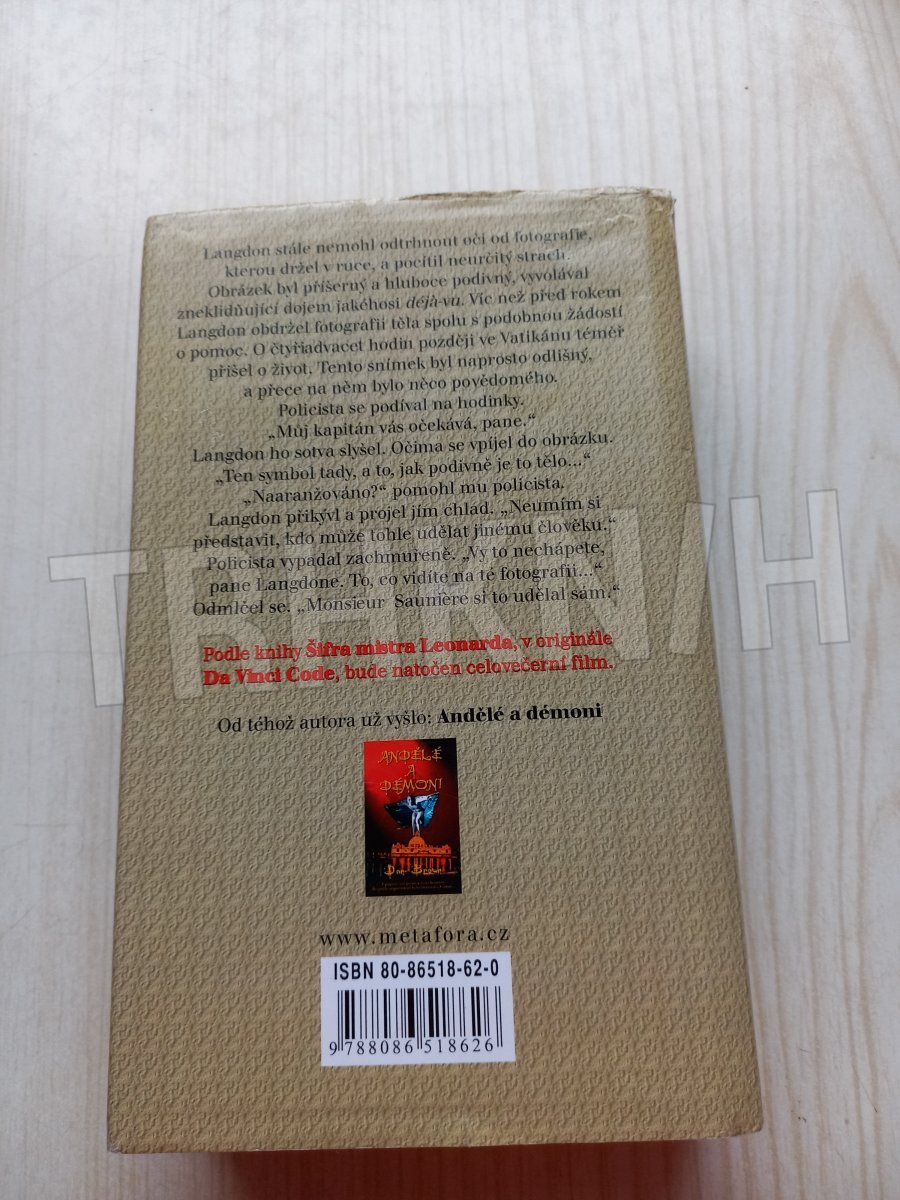 Langdon stále nemohl odtrhnout oči od fotografie,
kterou držel v ruce, a pocítil neurčitý strach.
Obrázek byl příšerný a hluboce podivný, vyvolával
zneklidňující dojem jakéhosi déjà-vu. Víc než před rokem
Langdon obdržel fotografii těla spolu s podobnou žádostí
o pomoc. O čtyřiadvacet hodin později ve Vatikánu téměř
přišel o život. Tento snímek byl naprosto odlišný,
a přece na něm bylo něco povědomého.
Policista se podíval na hodinky.
„Můj kapitán vás očekává, pane.“
Langdon ho sotva slyšel. Očima se vpíjel do obrázku.
„Ten symbol tady, a to, jak podivně je to tělo...“
„Naaranžováno?“ pomohl mu policista.
Langdon přikývl a projel jím chlad. „Neumím si
představit, kdo může tohle udělat jinému člověku.“
Policista vypadal zachmuřeně. „Vy to nechápete,
pane Langdone. To, co vidíte na té fotografii...“
Odmlčel se. „Monsieur Saunière si to udělal sám.“
Podle knihy Šifra mistra Leonarda, v originále
Da Vinci Code, bude natočen celovečerní film.
Od téhož autora už vyšlo: Andělé a démoni
ANDĚLÉ
A
DÉMONI
Dan Brown
www.metafora.cz
ISBN 80-86518-62-0
9 788086 518626